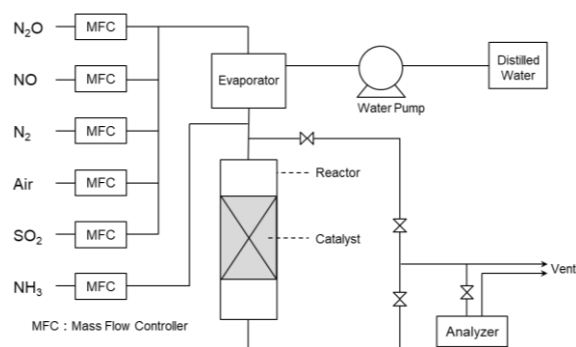 N₂O MFC
Evaporator
Distilled
Water
Water Pump
NO MFC
N₂ MFC
Air MFC
Reactor
SO₂ MFC
Catalyst
Vent
NH₃ MFC
MFC : Mass Flow Controller
Analyzer